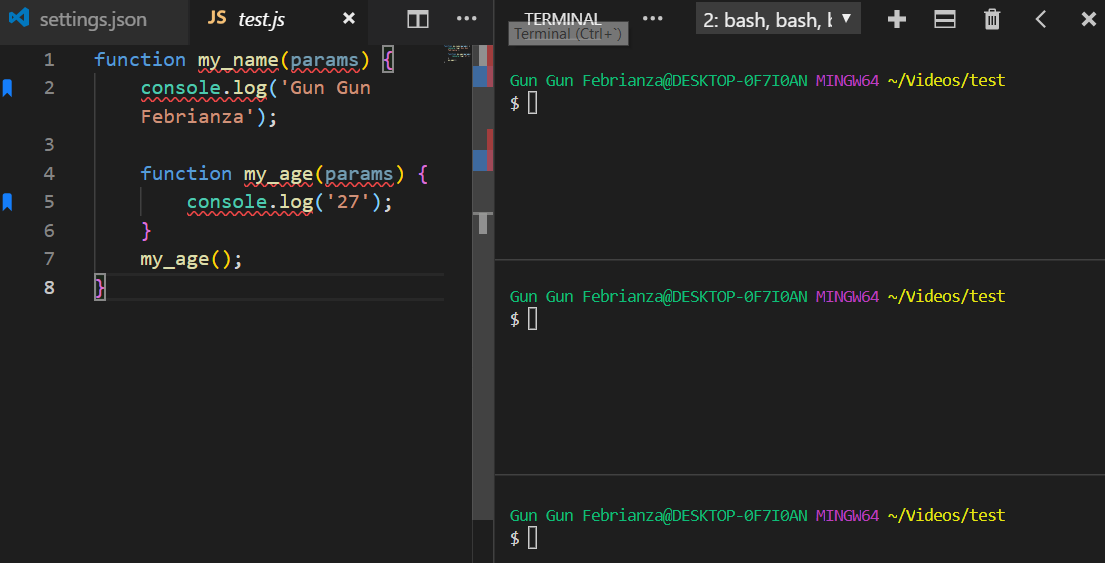 settings.json
JS test.js
TERMINAL
2: bash, bash, b
Terminal (Ctrl+`)
1 function my_name(params) {
2 console.log('Gun Gun
Febrianza');
3
4 function my_age(params) {
5 console.log('27');
6 }
7 my_age();
8 }
Gun Gun Febrianza@DESKTOP-0F7I0AN MINGW64 ~/Videos/test
$
Gun Gun Febrianza@DESKTOP-0F7I0AN MINGW64 ~/Videos/test
$
Gun Gun Febrianza@DESKTOP-0F7I0AN MINGW64 ~/Videos/test
$